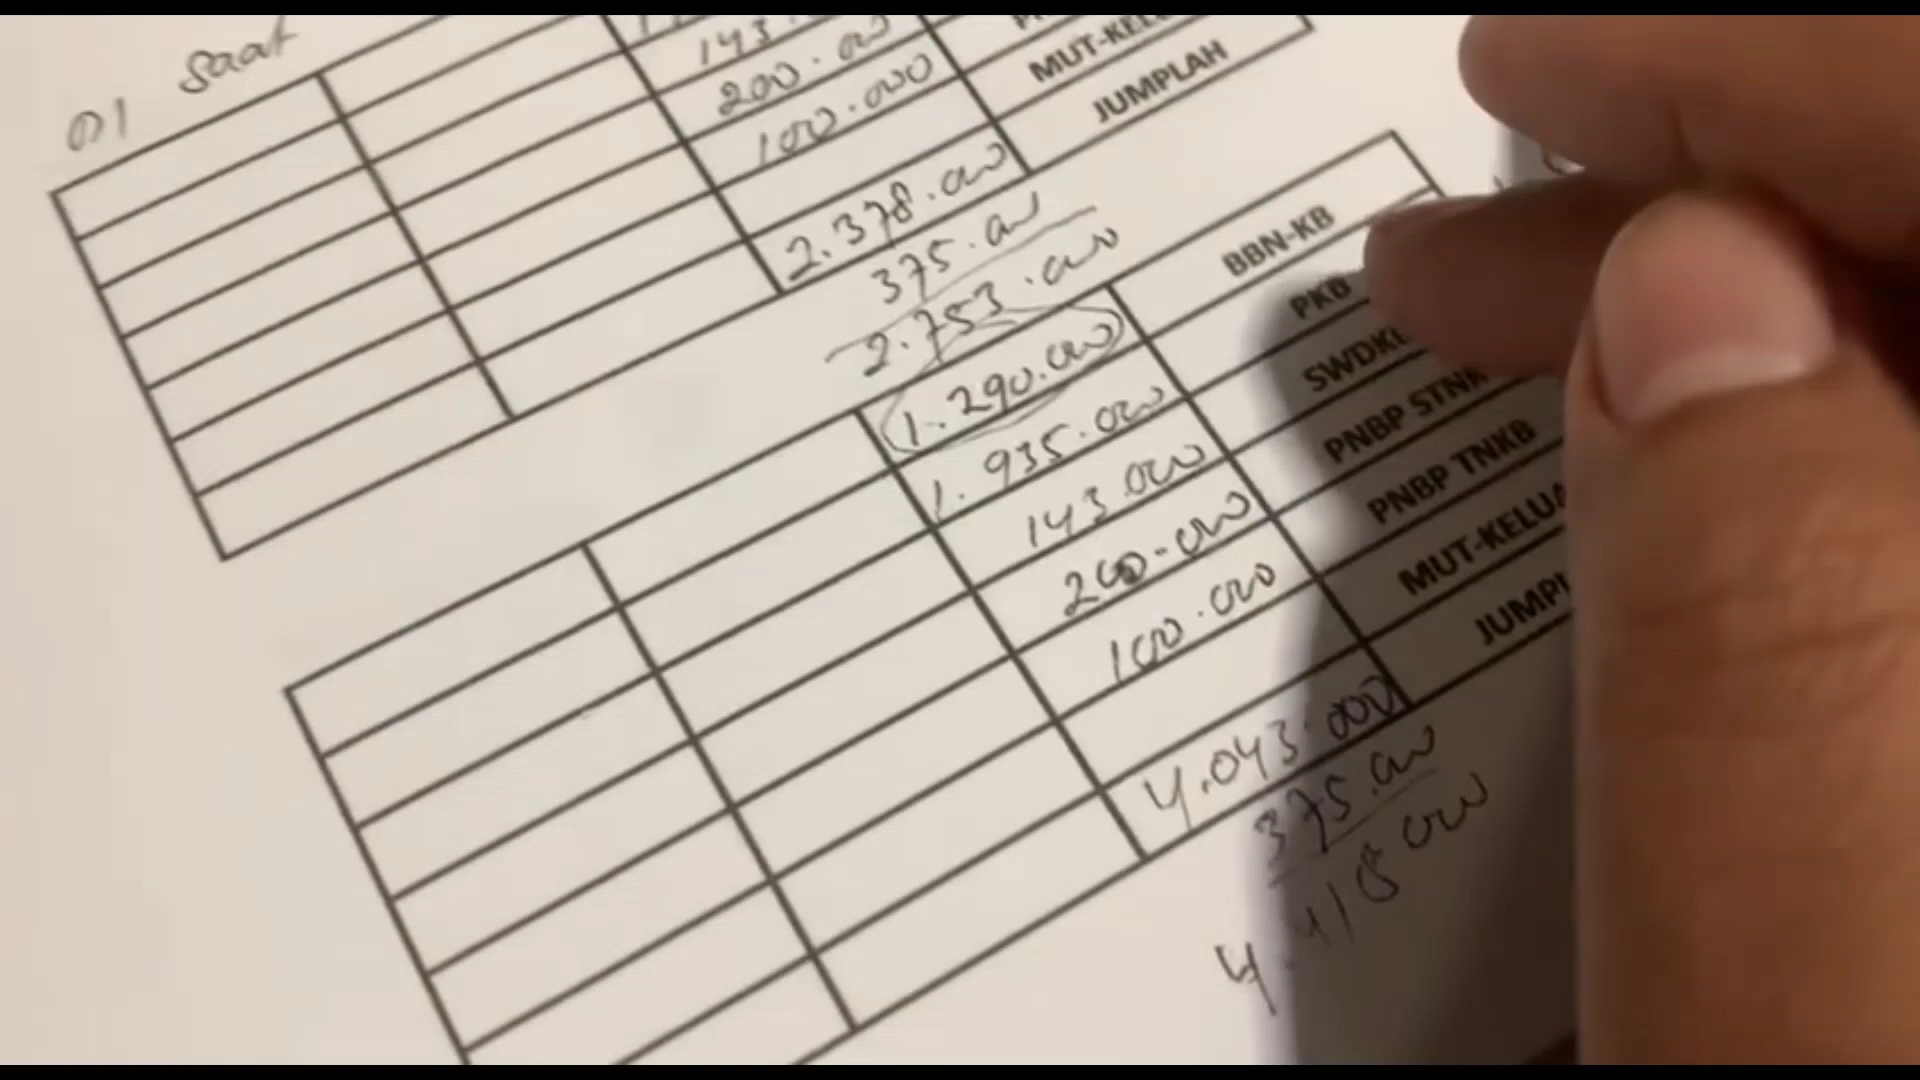 01 saat
143.
200.000
100.000
MUT-KEL
2.378.000 JUMPLAH
375.000
2.753.000
1.290.000 BBN-KB
1.935.000 PKB
143.000 SWDK
200-000 PNBP STNK
100.000 PNBP TNKB
MUT-KELUA
4.043.000 JUMPL
375.000
4.418.000